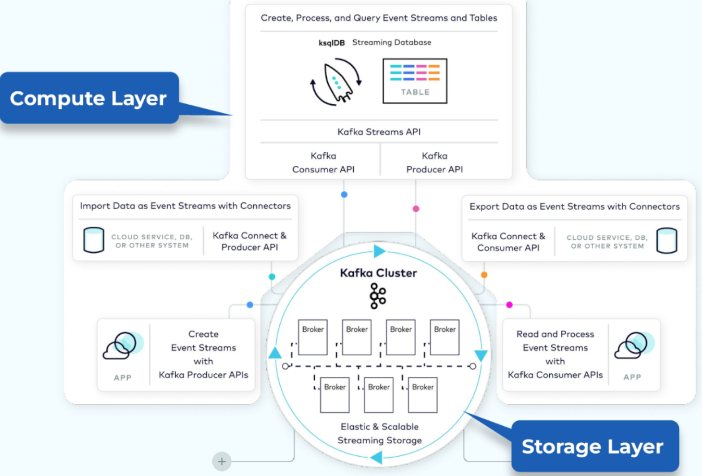 Create, Process, and Query Event Streams and Tables
ksqlDB Streaming Database
TABLE
Compute Layer
Kafka Streams API
Kafka
Consumer API
Kafka
Producer API
Import Data as Event Streams with Connectors
CLOUD SERVICE, DB,
OR OTHER SYSTEM
Kafka Connect &
Producer API
Export Data as Event Streams with Connectors
Kafka Connect &
Consumer API
CLOUD SERVICE, DB,
OR OTHER SYSTEM
Kafka Cluster
Broker Broker Broker Broker
Broker Broker Broker
Elastic & Scalable
Streaming Storage
APP
Create
Event Streams
with
Kafka Producer APIs
Read and Process
Event Streams
with
Kafka Consumer APIs
APP
Storage Layer